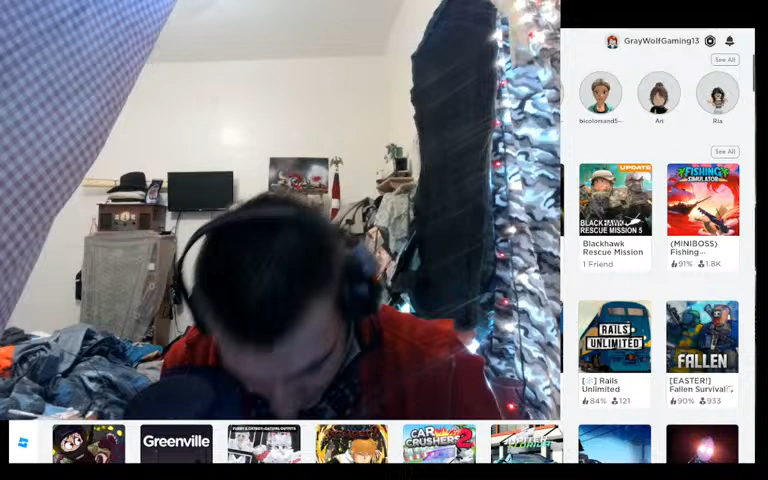 GrayWolfGaming13
See All
bicolomand5--
Ari
Ria
See All
UPDATE
BLACKHAWK
RESCUE MISSION 5
Blackhawk
Rescue Mission
1 Friend
FISHING
SIMULATOR
(MINIBOSS)
Fishing--
91% 1.8K
RAILS
UNLIMITED
[❄] Rails
Unlimited
84% 121
FALLEN
[EASTER!]
Fallen Survival
90% 933
Greenville
CAR
CRUSHERS 2
JUPITER